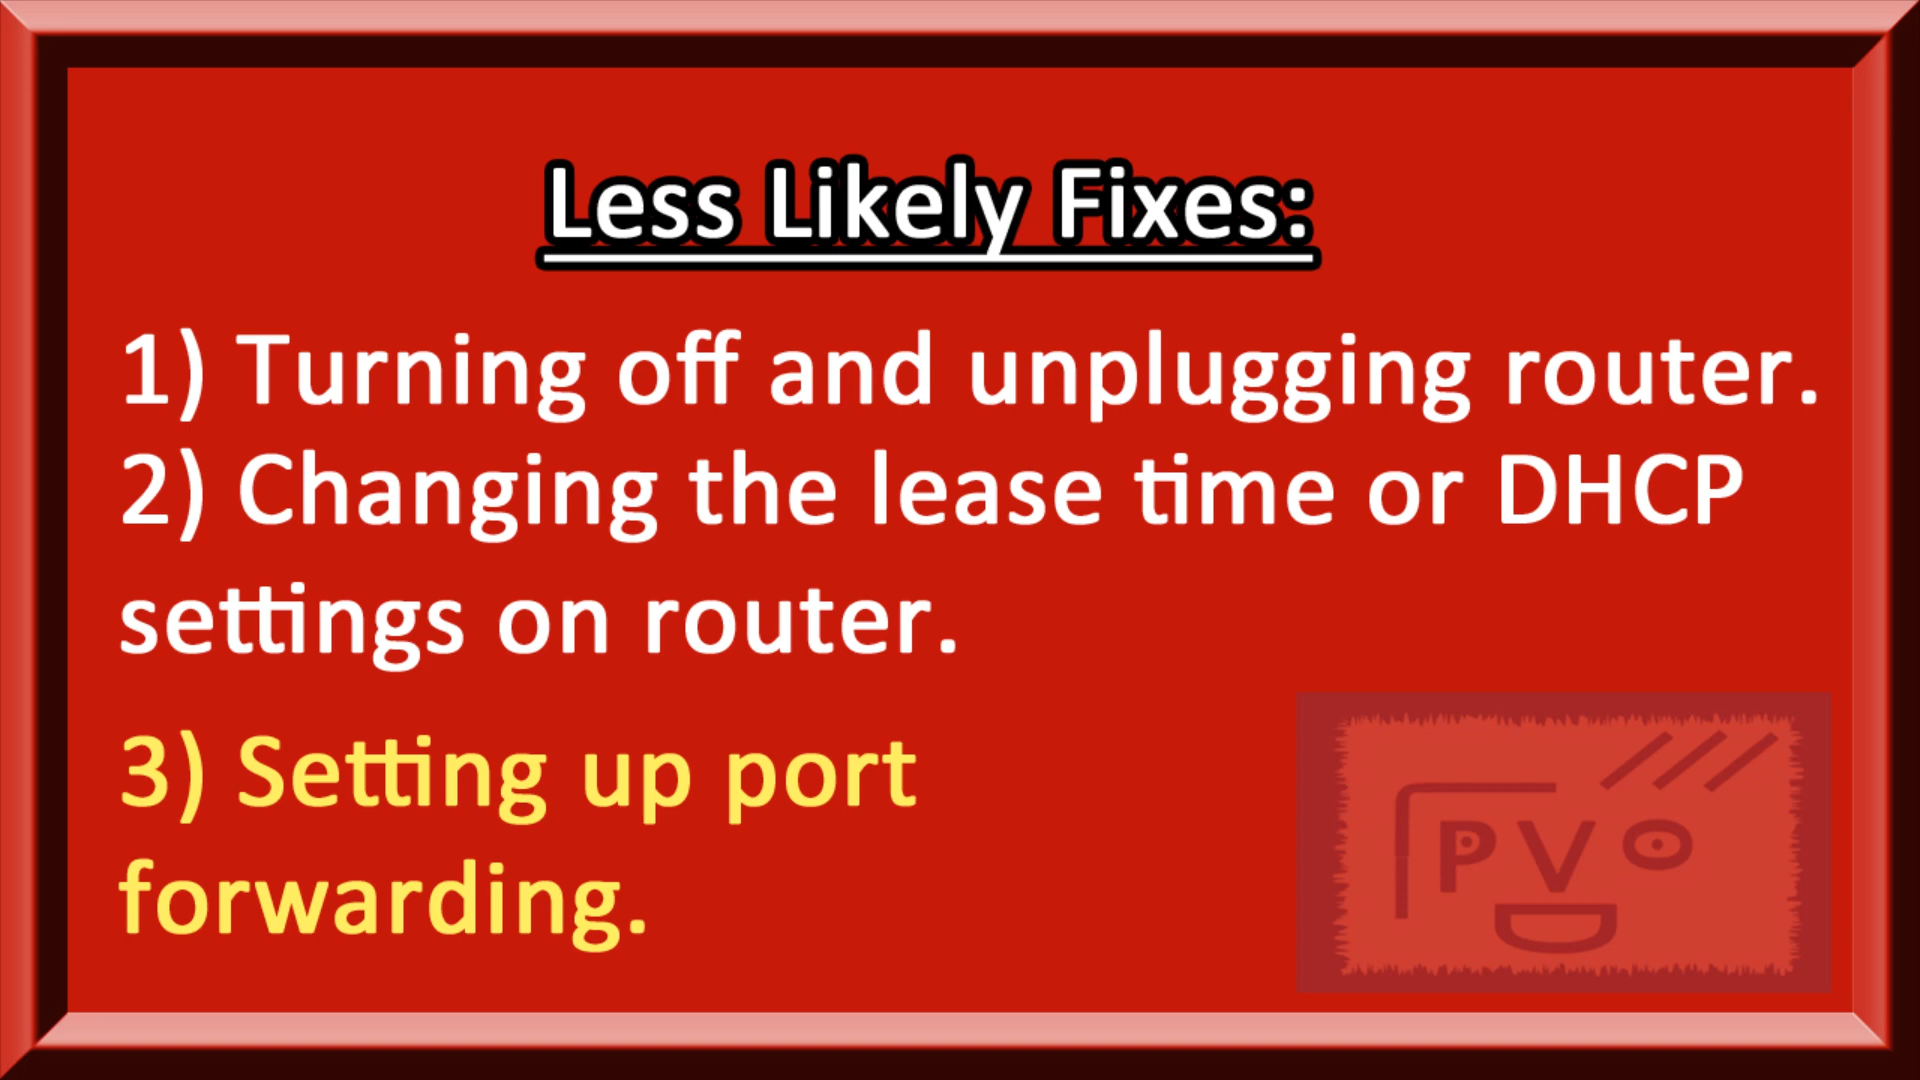 Less Likely Fixes:
1) Turning off and unplugging router.
2) Changing the lease time or DHCP
settings on router.
3) Setting up port
forwarding.
PVO